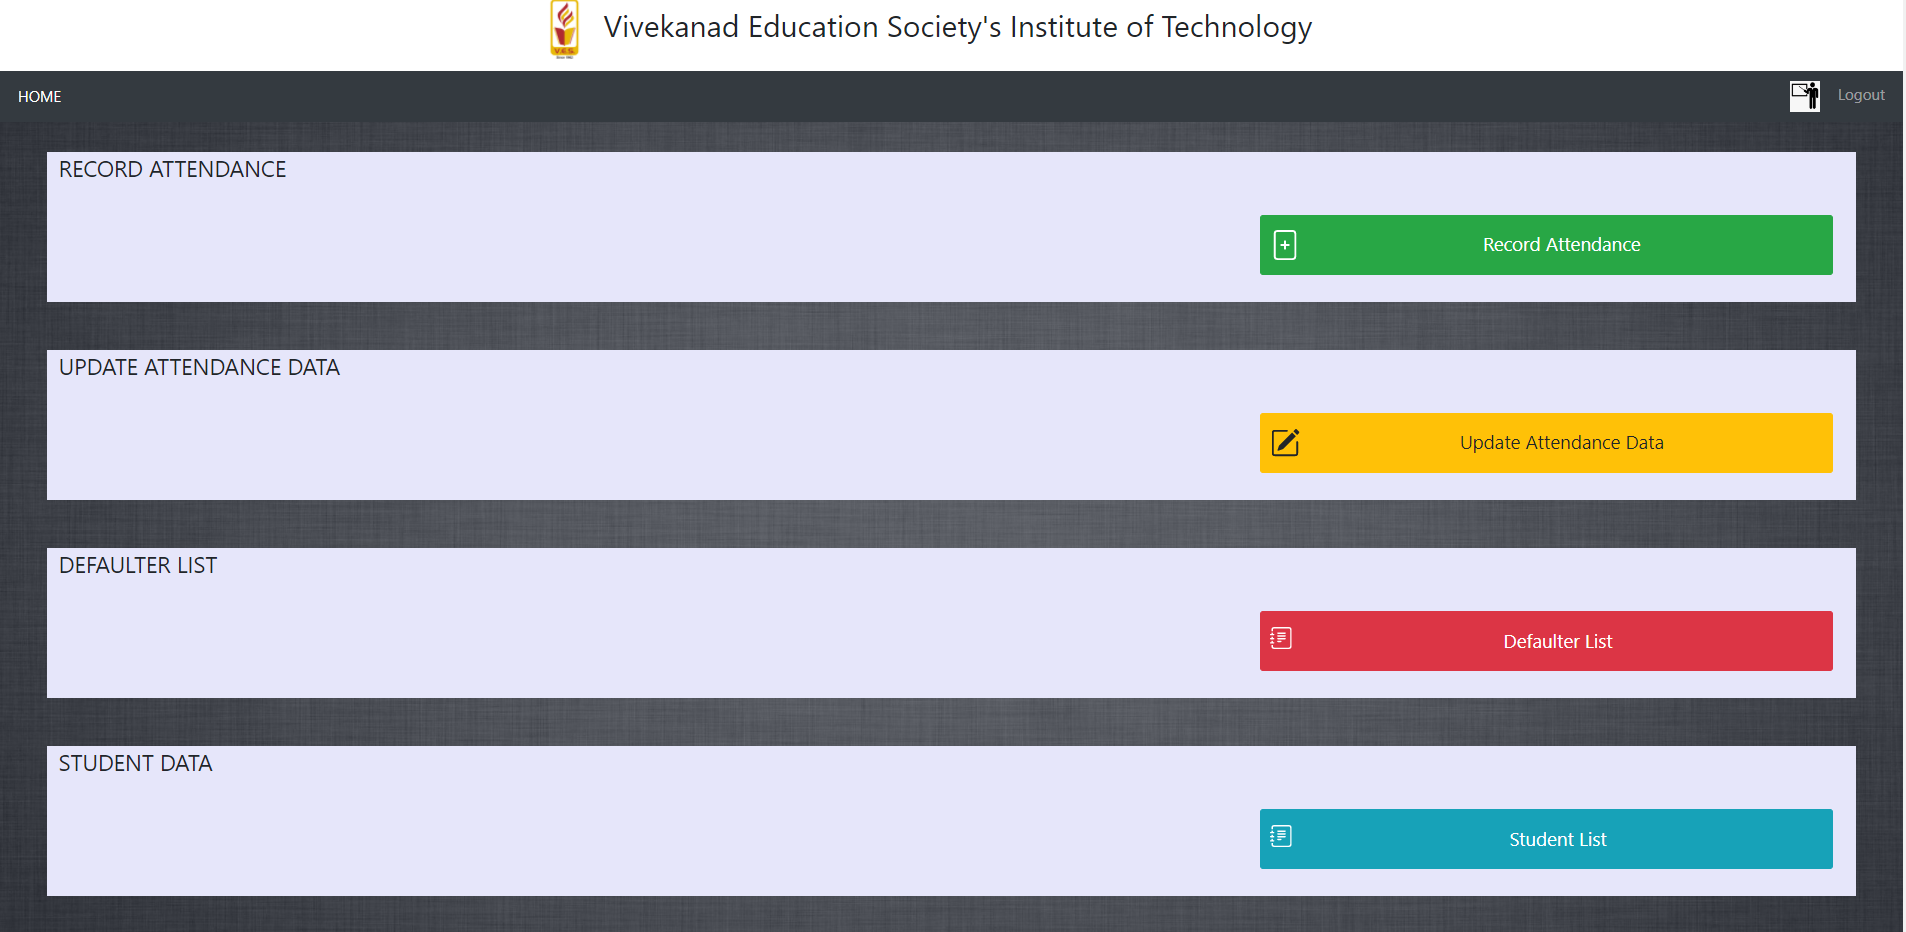 Vivekanad Education Society's Institute of Technology
V.E.S.
HOME
Logout
RECORD ATTENDANCE
Record Attendance
UPDATE ATTENDANCE DATA
Update Attendance Data
DEFAULTER LIST
Defaulter List
STUDENT DATA
Student List